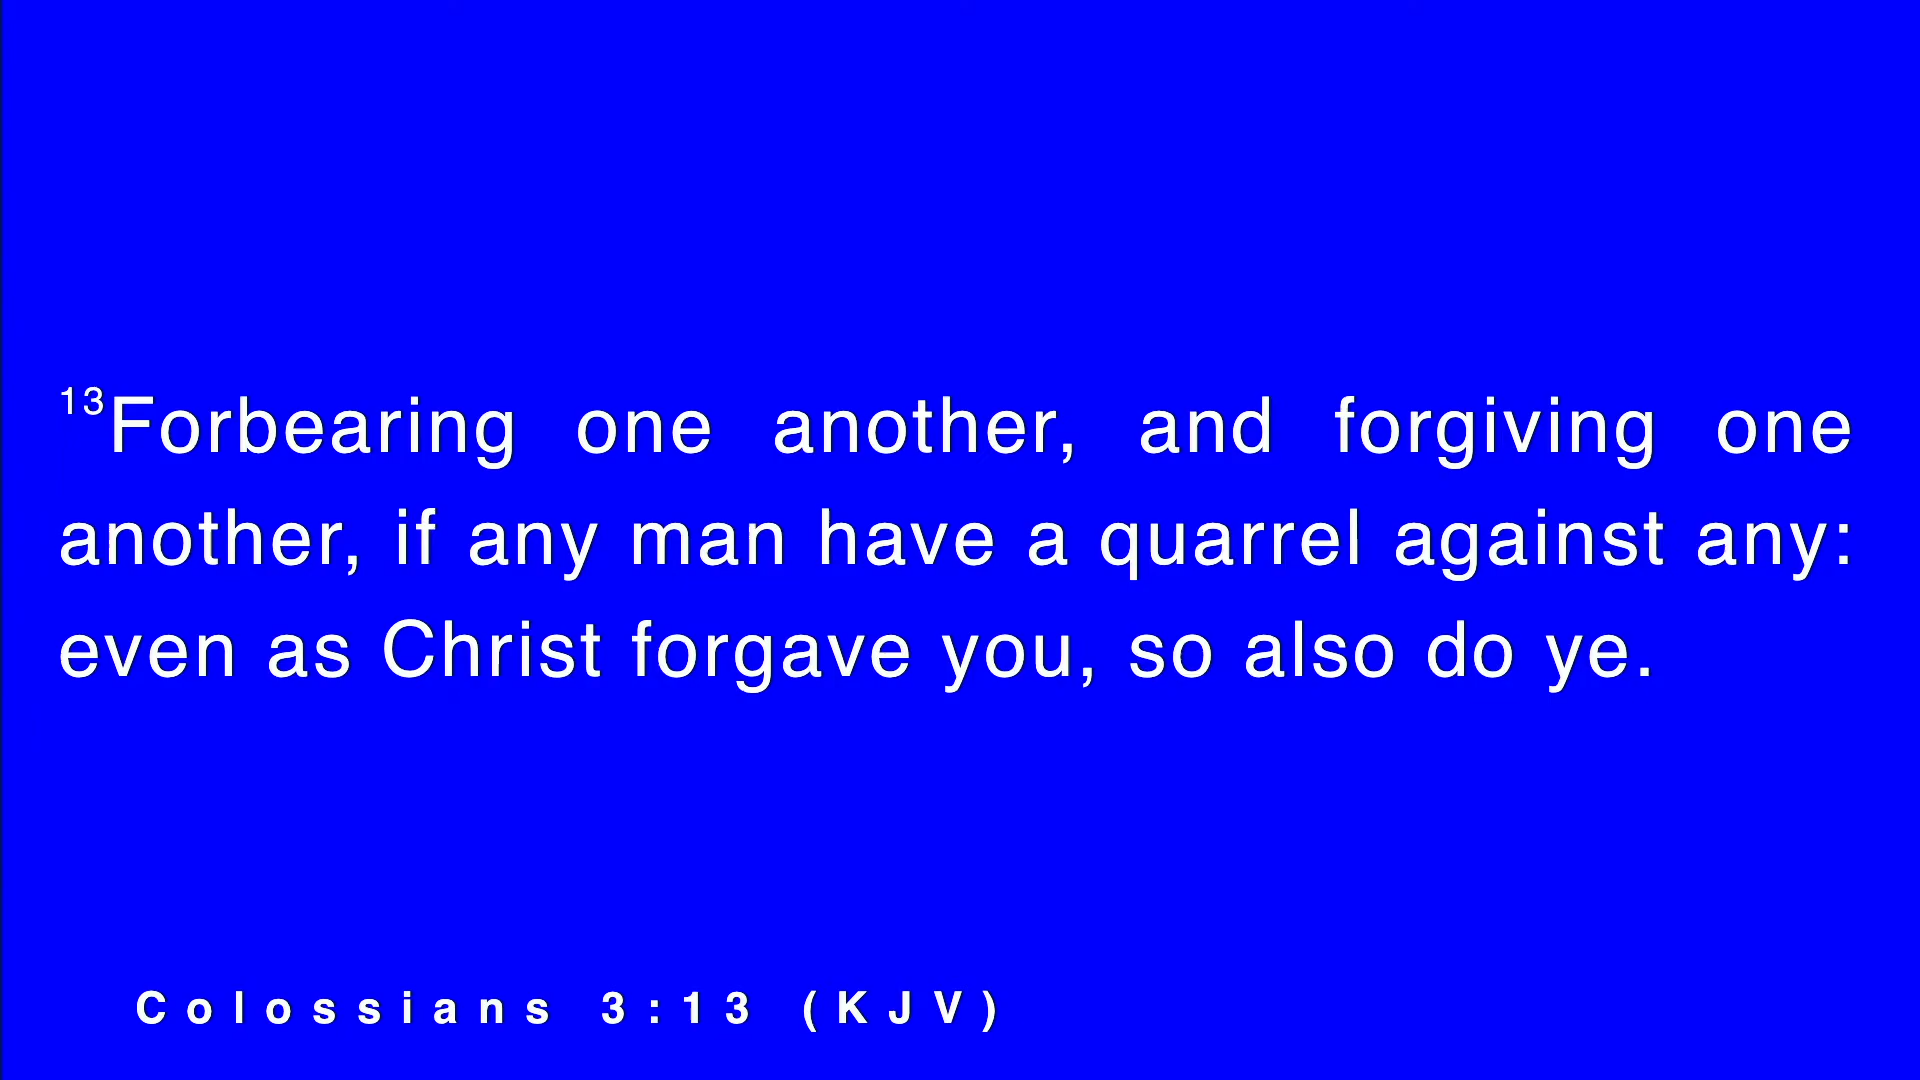 ¹³Forbearing one another, and forgiving one
another, if any man have a quarrel against any:
even as Christ forgave you, so also do ye.
Colossians 3:13 (KJV)